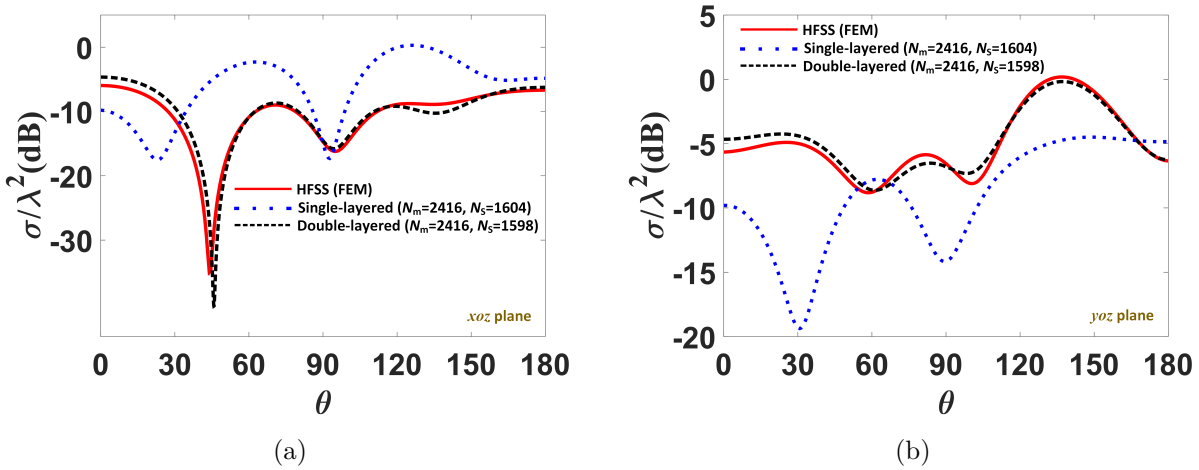 0
-10
-20
-30
σ/λ²(dB)
HFSS (FEM)
Single-layered (Nm=2416, NS=1604)
Double-layered (Nm=2416, NS=1598)
xoz plane
0 30 60 90 120 150 180
θ
(a)
5
0
-5
-10
-15
-20
σ/λ²(dB)
HFSS (FEM)
Single-layered (Nm=2416, NS=1604)
Double-layered (Nm=2416, NS=1598)
yoz plane
0 30 60 90 120 150 180
θ
(b)